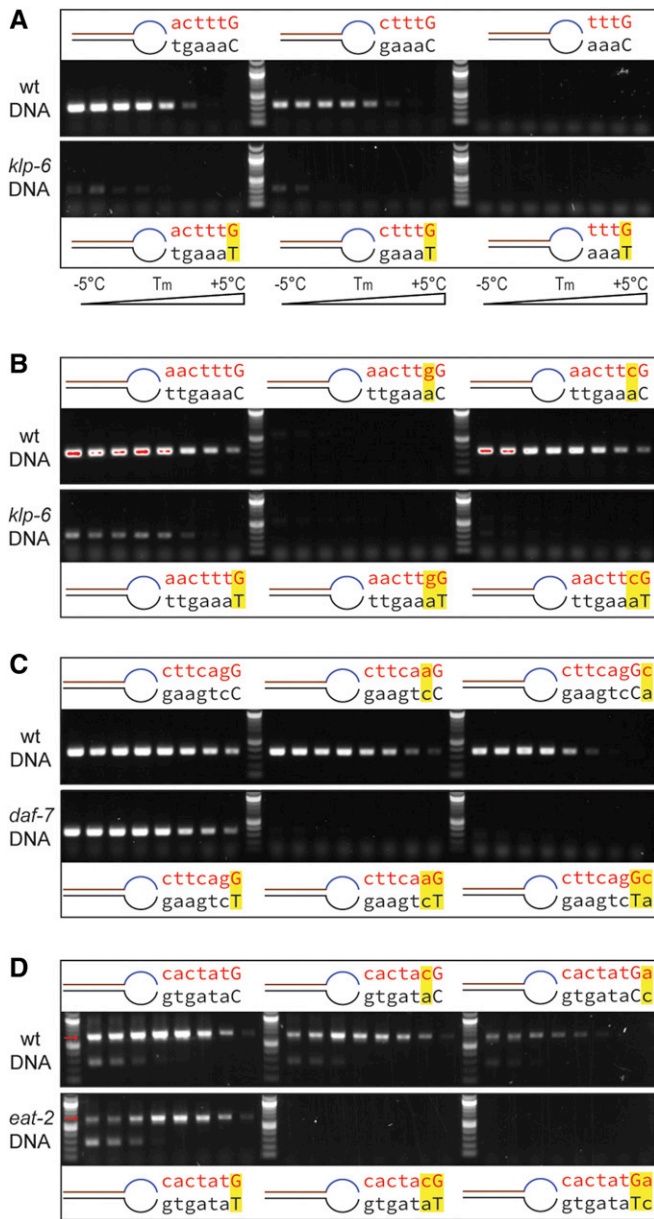 A
actttG ctttG tttG
tgaaaC gaaaC aaaC
wt
DNA
klp-6
DNA
actttG ctttG tttG
tgaaaT gaaaT aaaT
-5°C Tm +5°C -5°C Tm +5°C -5°C Tm +5°C
B
aactttG aacttgG aacttcG
ttgaaaC ttgaaaC ttgaaaC
wt
DNA
klp-6
DNA
aactttG aacttgG aacttcG
ttgaaaT ttgaaaT ttgaaaT
C
cttcagG cttcaaG cttcagGc
gaagtcC gaagtcC gaagtcCa
wt
DNA
daf-7
DNA
cttcagG cttcaaG cttcagGc
gaagtcT gaagtcT gaagtcTa
D
cactatG cactacG cactatGa
gtgataC gtgataC gtgataCc
wt
DNA
eat-2
DNA
cactatG cactacG cactatGa
gtgataT gtgataT gtgataTc